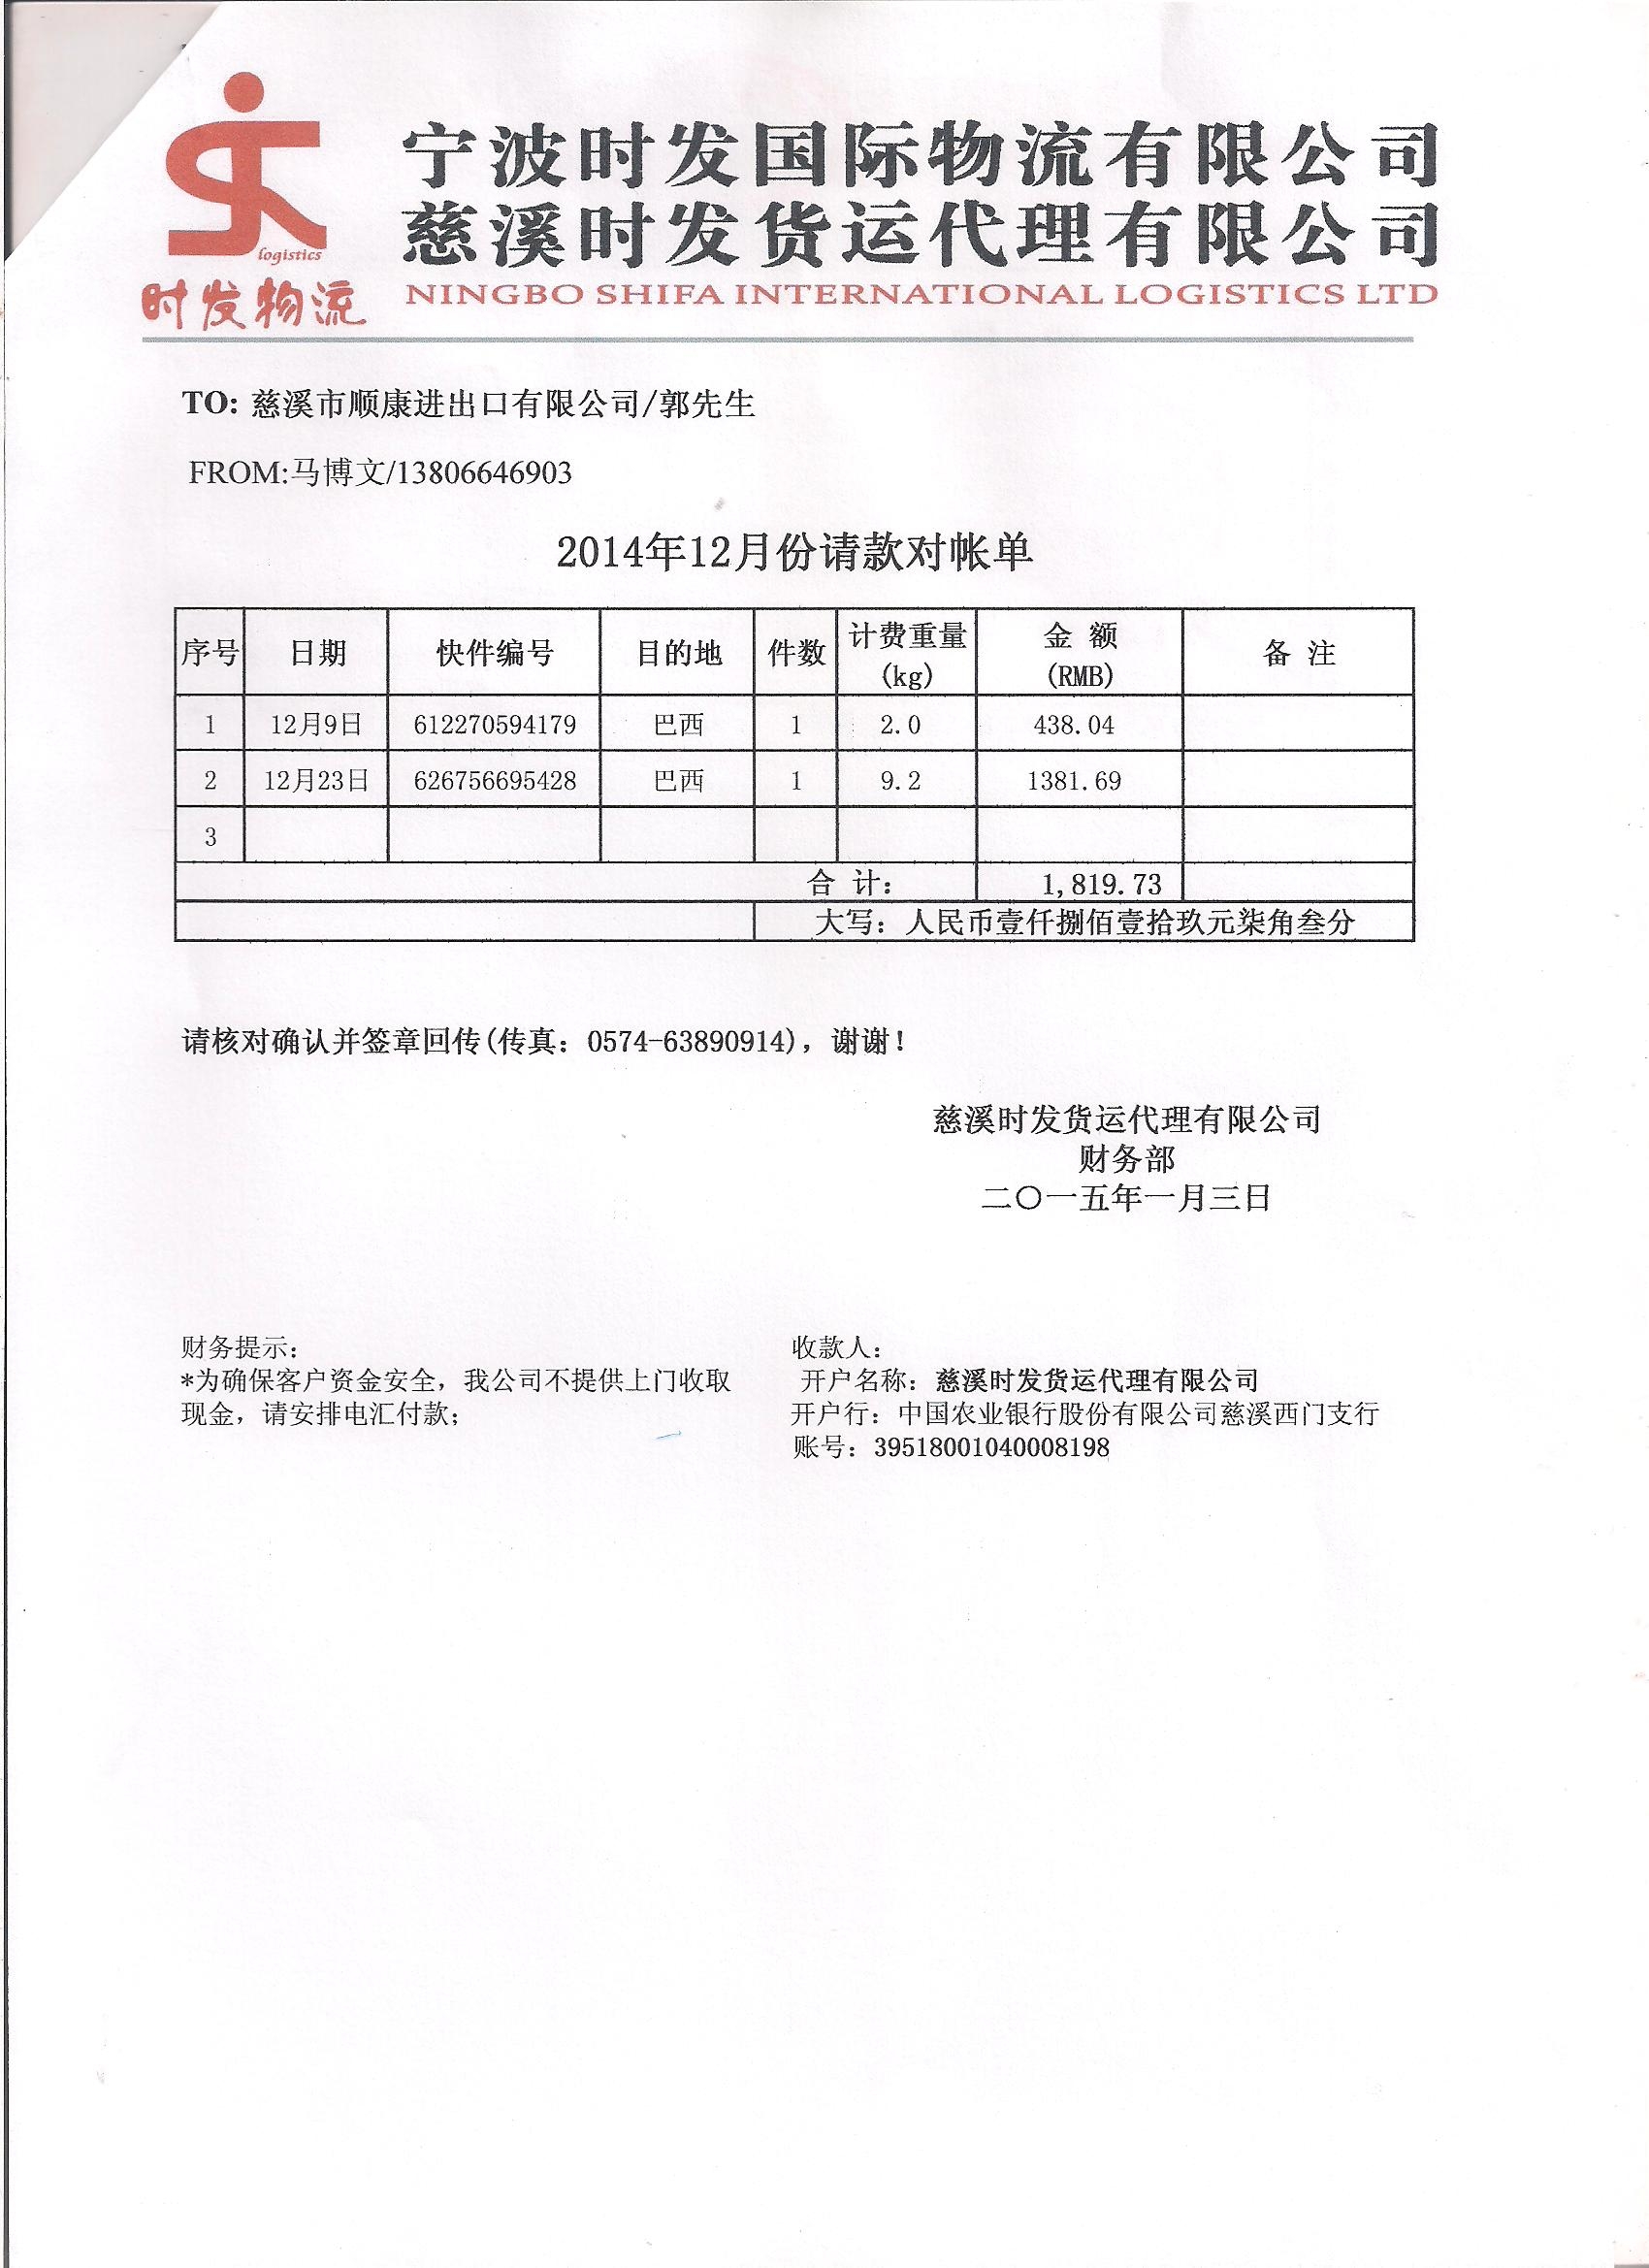 logistics
时发物流
宁波时发国际物流有限公司
慈溪时发货运代理有限公司
NINGBO SHIFA INTERNATIONAL LOGISTICS LTD
TO: 慈溪市顺康进出口有限公司/郭先生
FROM:马博文/13806646903
2014年12月份请款对帐单
序号 日期 快件编号 目的地 件数 计费重量(kg) 金 额(RMB) 备 注
1 12月9日 612270594179 巴西 1 2.0 438.04
2 12月23日 626756695428 巴西 1 9.2 1381.69
3
合 计: 1,819.73
大写: 人民币壹仟捌佰壹拾玖元柒角叁分
请核对确认并签章回传(传真: 0574-63890914), 谢谢!
慈溪时发货运代理有限公司
财务部
二〇一五年一月三日
财务提示:
*为确保客户资金安全, 我公司不提供上门收取
现金, 请安排电汇付款;
收款人:
开户名称: 慈溪时发货运代理有限公司
开户行: 中国农业银行股份有限公司慈溪西门支行
账号: 39518001040008198